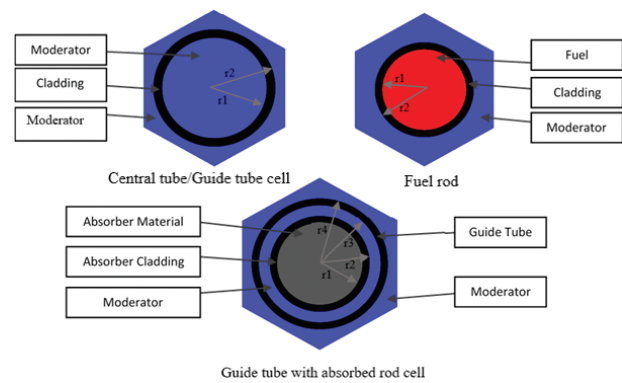 Moderator
Cladding
Moderator
r2
r1
Central tube/Guide tube cell
r1
r2
Fuel
Cladding
Moderator
Fuel rod
Absorber Material
Absorber Cladding
Moderator
r4
r3
r2
r1
Guide Tube
Moderator
Guide tube with absorbed rod cell